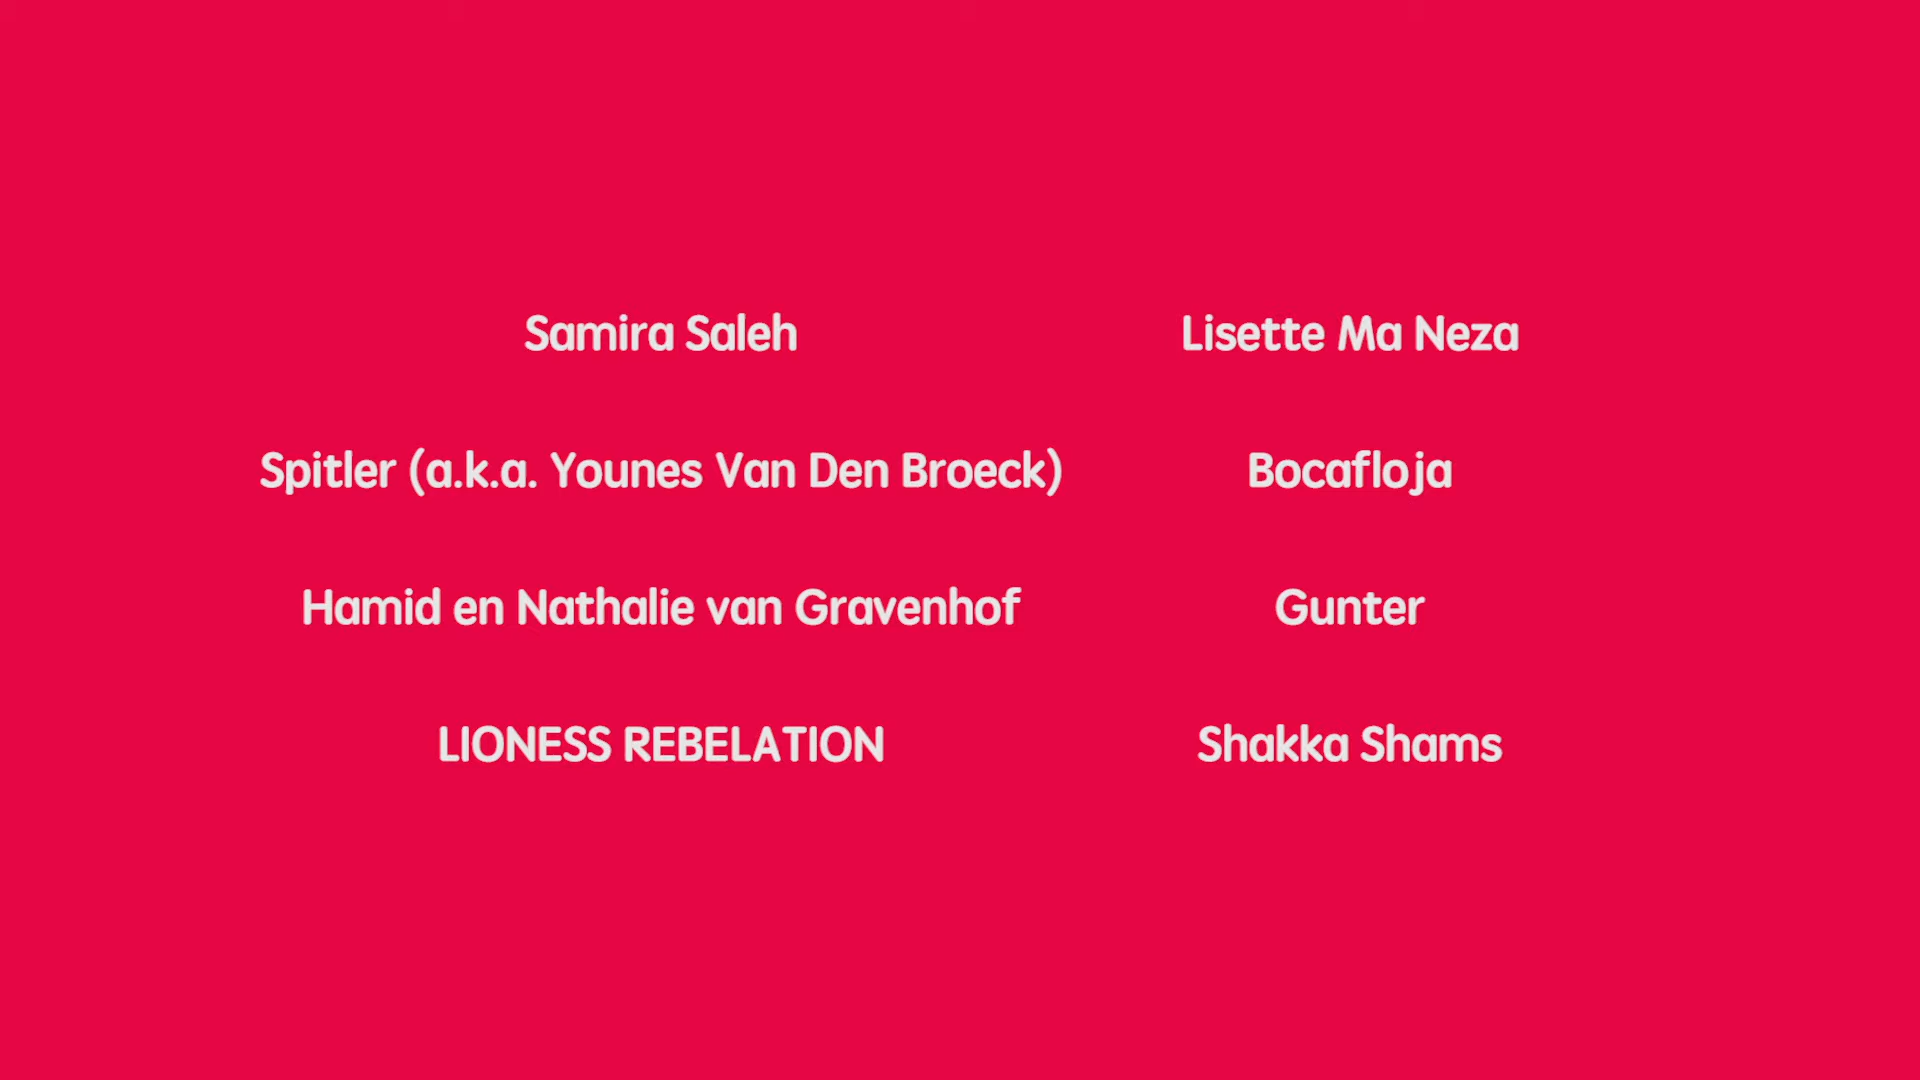 Samira Saleh
Lisette Ma Neza
Spitler (a.k.a. Younes Van Den Broeck)
Bocafloja
Hamid en Nathalie van Gravenhof
Gunter
LIONESS REBELATION
Shakka Shams